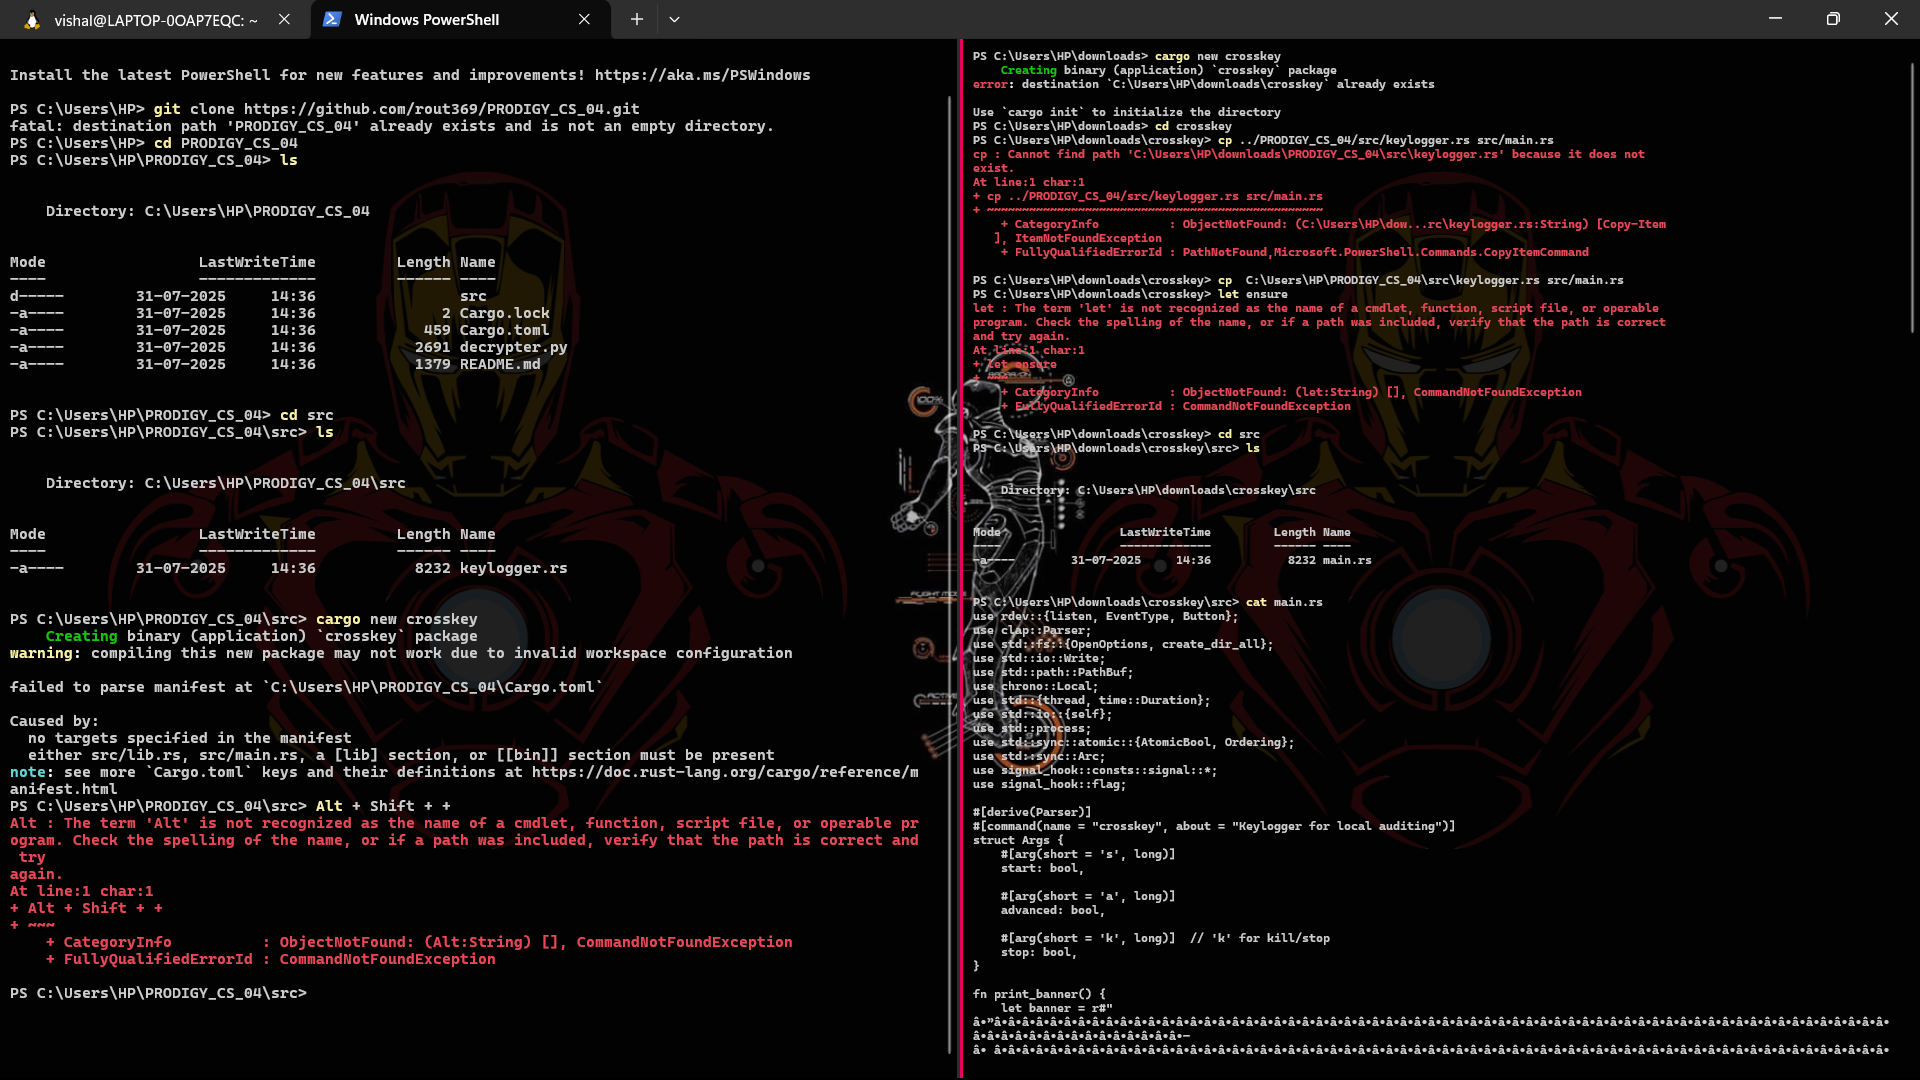 vishal@LAPTOP-0OAP7EQC: ~
Windows PowerShell
Install the latest PowerShell for new features and improvements! https://aka.ms/PSWindows
PS C:\Users\HP> git clone https://github.com/rout369/PRODIGY_CS_04.git
fatal: destination path 'PRODIGY_CS_04' already exists and is not an empty directory.
PS C:\Users\HP> cd PRODIGY_CS_04
PS C:\Users\HP\PRODIGY_CS_04> ls
Directory: C:\Users\HP\PRODIGY_CS_04
Mode LastWriteTime Length Name
---- ------------- ------ ----
d----- 31-07-2025 14:36 src
-a---- 31-07-2025 14:36 2 Cargo.lock
-a---- 31-07-2025 14:36 459 Cargo.toml
-a---- 31-07-2025 14:36 2691 decrypter.py
-a---- 31-07-2025 14:36 1379 README.md
PS C:\Users\HP\PRODIGY_CS_04> cd src
PS C:\Users\HP\PRODIGY_CS_04\src> ls
Directory: C:\Users\HP\PRODIGY_CS_04\src
Mode LastWriteTime Length Name
---- ------------- ------ ----
-a---- 31-07-2025 14:36 8232 keylogger.rs
PS C:\Users\HP\PRODIGY_CS_04\src> cargo new crosskey
Creating binary (application) `crosskey` package
warning: compiling this new package may not work due to invalid workspace configuration
failed to parse manifest at `C:\Users\HP\PRODIGY_CS_04\Cargo.toml`
Caused by:
no targets specified in the manifest
either src/lib.rs, src/main.rs, a [lib] section, or [[bin]] section must be present
note: see more `Cargo.toml` keys and their definitions at https://doc.rust-lang.org/cargo/reference/m
anifest.html
PS C:\Users\HP\PRODIGY_CS_04\src> Alt + Shift + +
Alt : The term 'Alt' is not recognized as the name of a cmdlet, function, script file, or operable pr
ogram. Check the spelling of the name, or if a path was included, verify that the path is correct and
try
again.
At line:1 char:1
+ Alt + Shift + +
+ ~~~
+ CategoryInfo : ObjectNotFound: (Alt:String) [], CommandNotFoundException
+ FullyQualifiedErrorId : CommandNotFoundException
PS C:\Users\HP\PRODIGY_CS_04\src>
PS C:\Users\HP\downloads> cargo new crosskey
Creating binary (application) `crosskey` package
error: destination `C:\Users\HP\downloads\crosskey` already exists
Use `cargo init` to initialize the directory
PS C:\Users\HP\downloads> cd crosskey
PS C:\Users\HP\downloads\crosskey> cp ../PRODIGY_CS_04/src/keylogger.rs src/main.rs
cp : Cannot find path 'C:\Users\HP\downloads\PRODIGY_CS_04\src\keylogger.rs' because it does not
exist.
At line:1 char:1
+ cp ../PRODIGY_CS_04/src/keylogger.rs src/main.rs
+ ~~~~~~~~~~~~~~~~~~~~~~~~~~~~~~~~~~~~~~~~~~~~~~~~
+ CategoryInfo : ObjectNotFound: (C:\Users\HP\dow...rc\keylogger.rs:String) [Copy-Item
], ItemNotFoundException
+ FullyQualifiedErrorId : PathNotFound,Microsoft.PowerShell.Commands.CopyItemCommand
PS C:\Users\HP\downloads\crosskey> cp  C:\Users\HP\PRODIGY_CS_04\src\keylogger.rs src/main.rs
PS C:\Users\HP\downloads\crosskey> let ensure
let : The term 'let' is not recognized as the name of a cmdlet, function, script file, or operable
program. Check the spelling of the name, or if a path was included, verify that the path is correct
and try again.
At line:1 char:1
+ let ensure
+ ~~~
+ CategoryInfo : ObjectNotFound: (let:String) [], CommandNotFoundException
+ FullyQualifiedErrorId : CommandNotFoundException
PS C:\Users\HP\downloads\crosskey> cd src
PS C:\Users\HP\downloads\crosskey\src> ls
Directory: C:\Users\HP\downloads\crosskey\src
Mode LastWriteTime Length Name
---- ------------- ------ ----
-a---- 31-07-2025 14:36 8232 main.rs
PS C:\Users\HP\downloads\crosskey\src> cat main.rs
use rdev::{listen, EventType, Button};
use clap::Parser;
use std::fs::{OpenOptions, create_dir_all};
use std::io::Write;
use std::path::PathBuf;
use chrono::Local;
use std::{thread, time::Duration};
use std::io::{self};
use std::process;
use std::sync::atomic::{AtomicBool, Ordering};
use std::sync::Arc;
use signal_hook::consts::signal::*;
use signal_hook::flag;
#[derive(Parser)]
#[command(name = "crosskey", about = "Keylogger for local auditing")]
struct Args {
#[arg(short = 's', long)]
start: bool,
#[arg(short = 'a', long)]
advanced: bool,
#[arg(short = 'k', long)]  // 'k' for kill/stop
stop: bool,
}
fn print_banner() {
let banner = r#"
100%